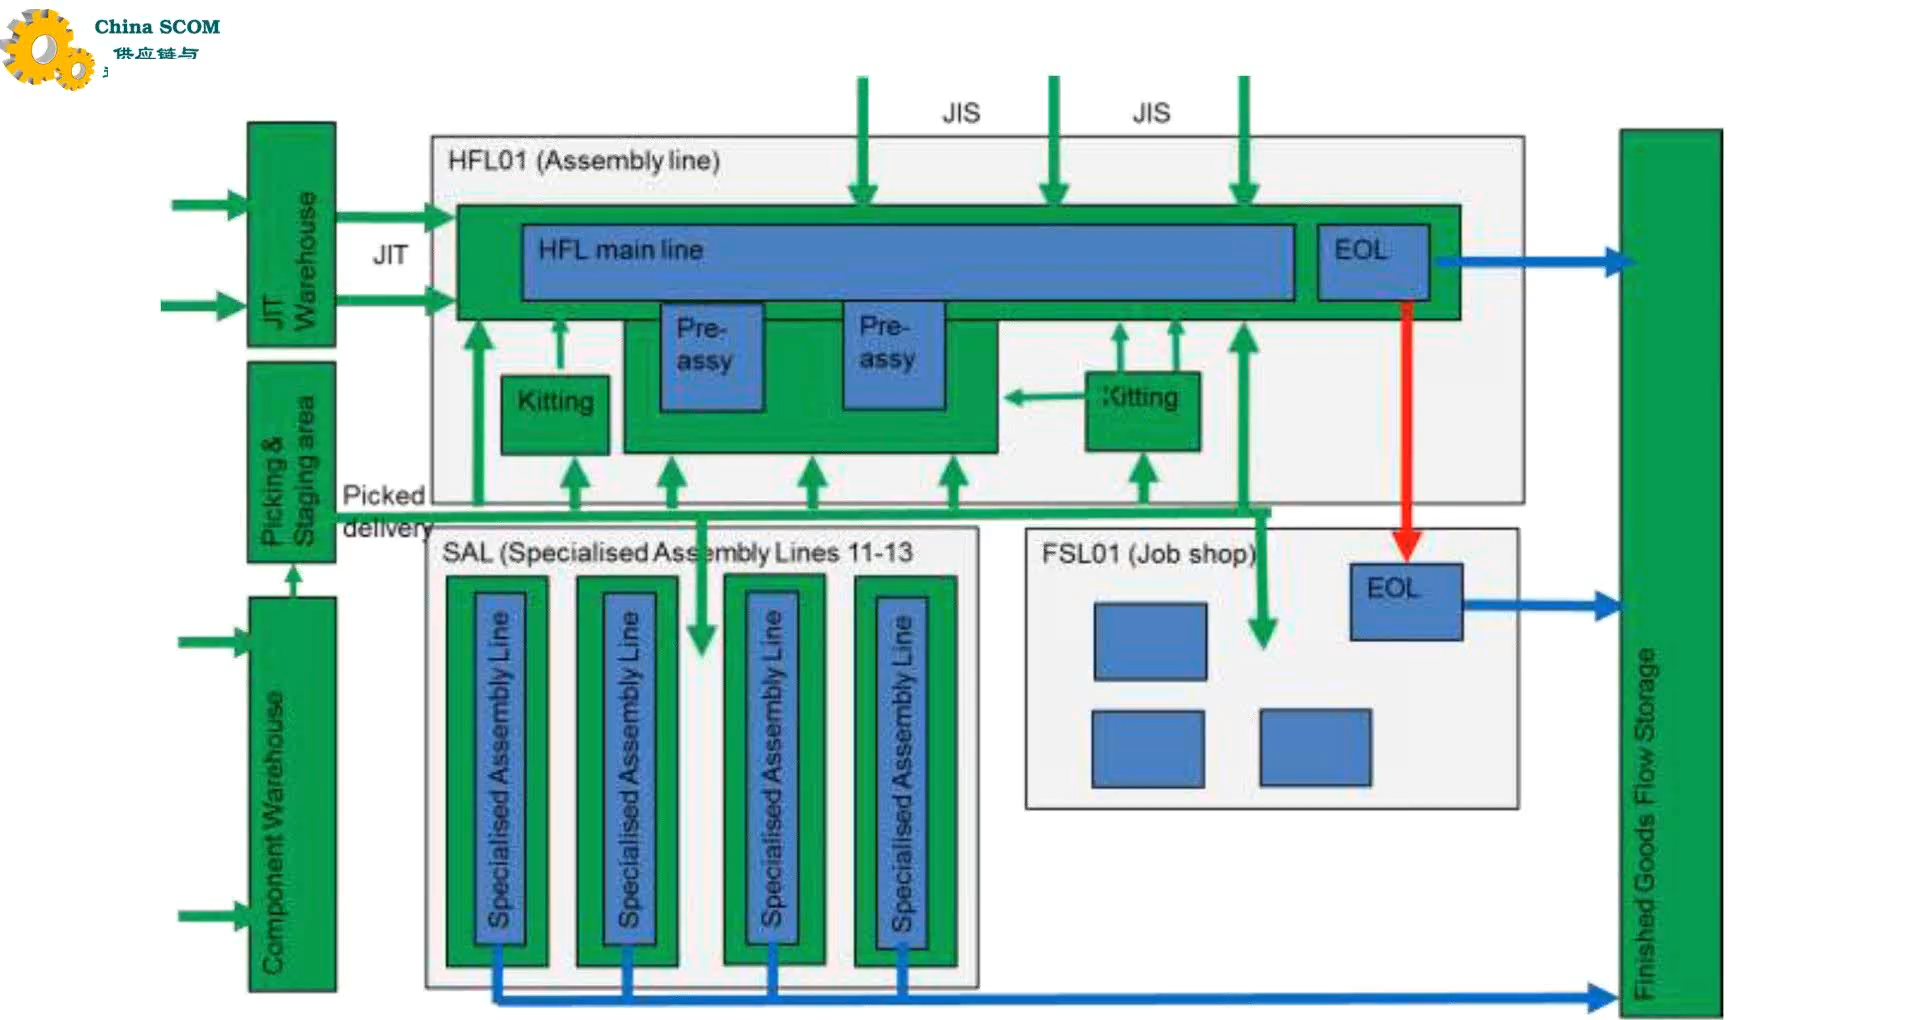 China SCOM
供应链与
JIS
JIS
HFL01 (Assembly line)
JIT
Warehouse
JIT
HFL main line
EOL
Pre-
assy
Pre-
assy
Kitting
Kitting
Picking &
Staging area
Picked
delivery
SAL (Specialised Assembly Lines 11-13
FSL01 (Job shop)
EOL
Specialised Assembly Line
Specialised Assembly Line
Specialised Assembly Line
Specialised Assembly Line
Component Warehouse
Finished Goods Flow Storage